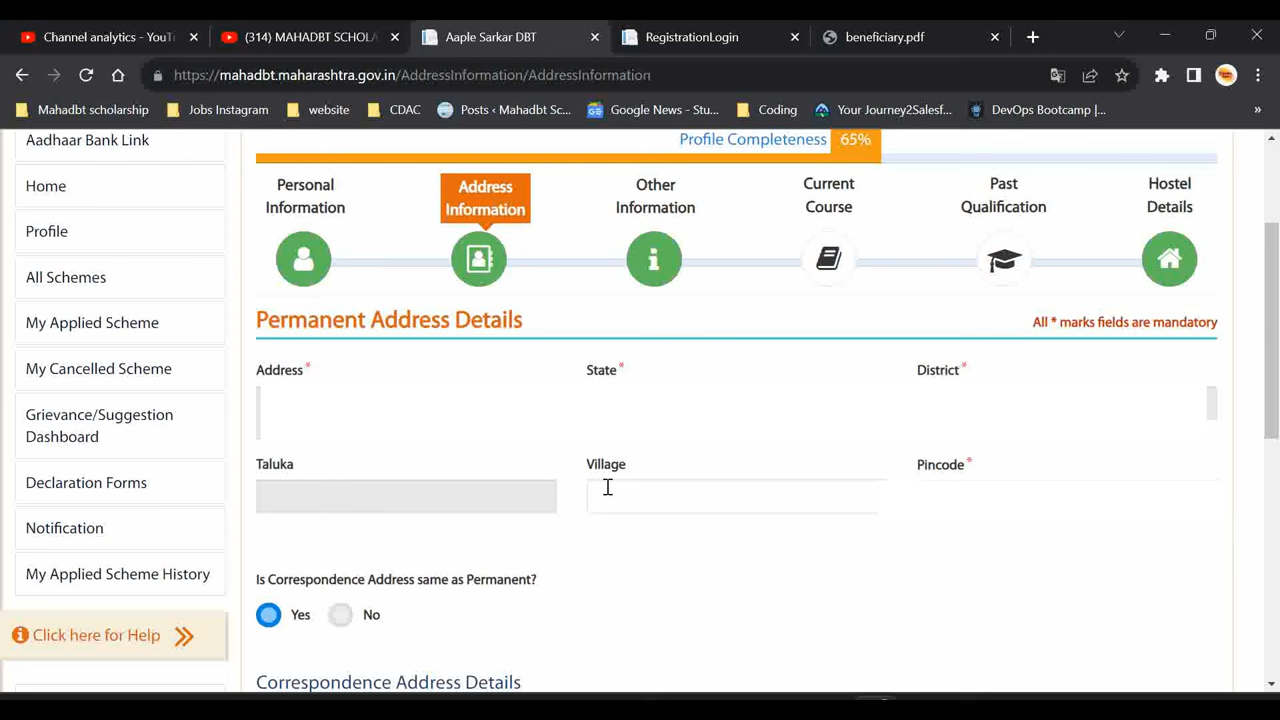 Channel analytics - YouT
(314) MAHADBT SCHOL
Aaple Sarkar DBT
RegistrationLogin
beneficiary.pdf
https://mahadbt.maharashtra.gov.in/AddressInformation/AddressInformation
Mahadbt scholarship
Jobs Instagram
website
CDAC
Posts ‹ Mahadbt Sc...
Google News - Stu...
Coding
Your Journey2Salesf...
DevOps Bootcamp |...
»
Aadhaar Bank Link
Home
Profile
All Schemes
My Applied Scheme
My Cancelled Scheme
Grievance/Suggestion
Dashboard
Declaration Forms
Notification
My Applied Scheme History
Click here for Help
Profile Completeness 65%
Personal
Information
Address
Information
Other
Information
Current
Course
Past
Qualification
Hostel
Details
Permanent Address Details
All * marks fields are mandatory
Address *
State *
District *
Taluka
Village
Pincode *
Is Correspondence Address same as Permanent?
Yes
No
Correspondence Address Details